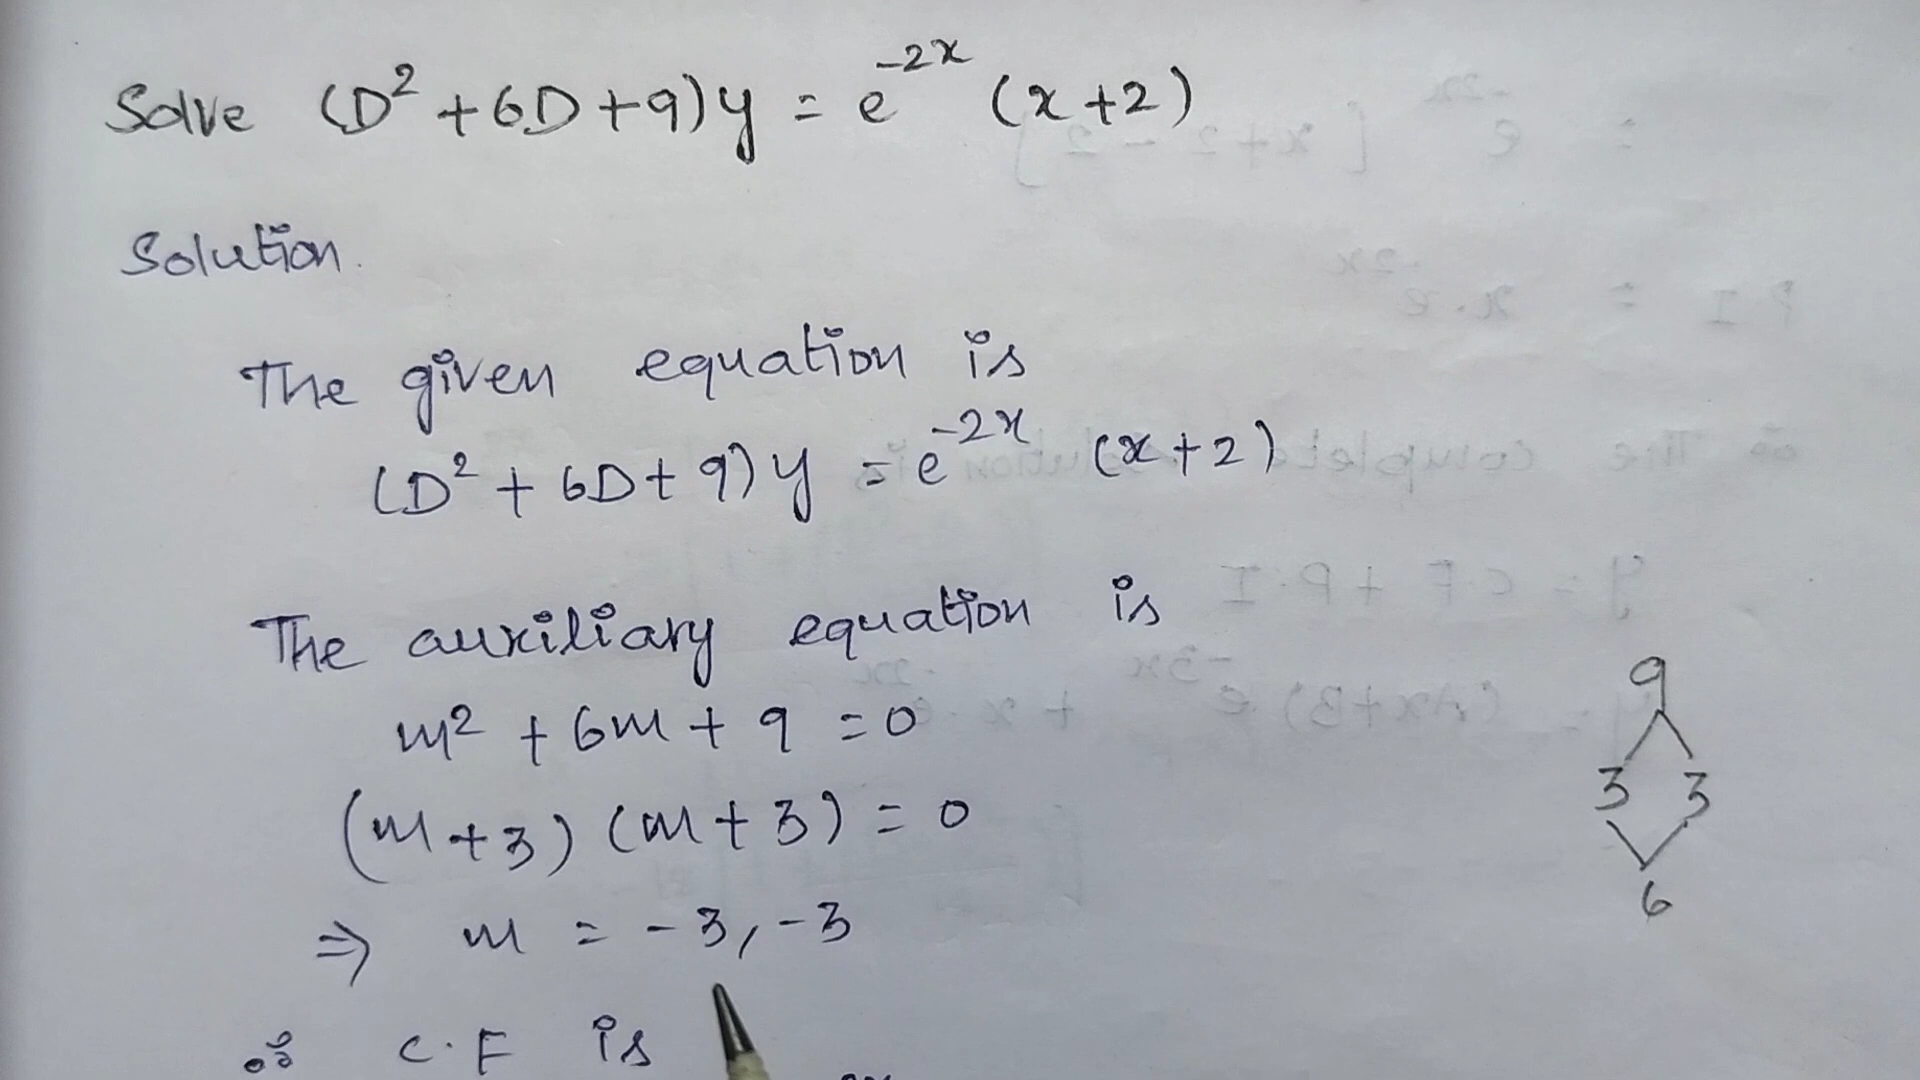 Solve (D² + 6D + 9)y = e⁻²ˣ (x + 2)
Solution.
The given equation is
(D² + 6D + 9)y = e⁻²ˣ (x + 2)
The auxiliary equation is
m² + 6m + 9 = 0
(m + 3) (m + 3) = 0
⇒ m = -3, -3
∴ C.F is
9
3 3
6